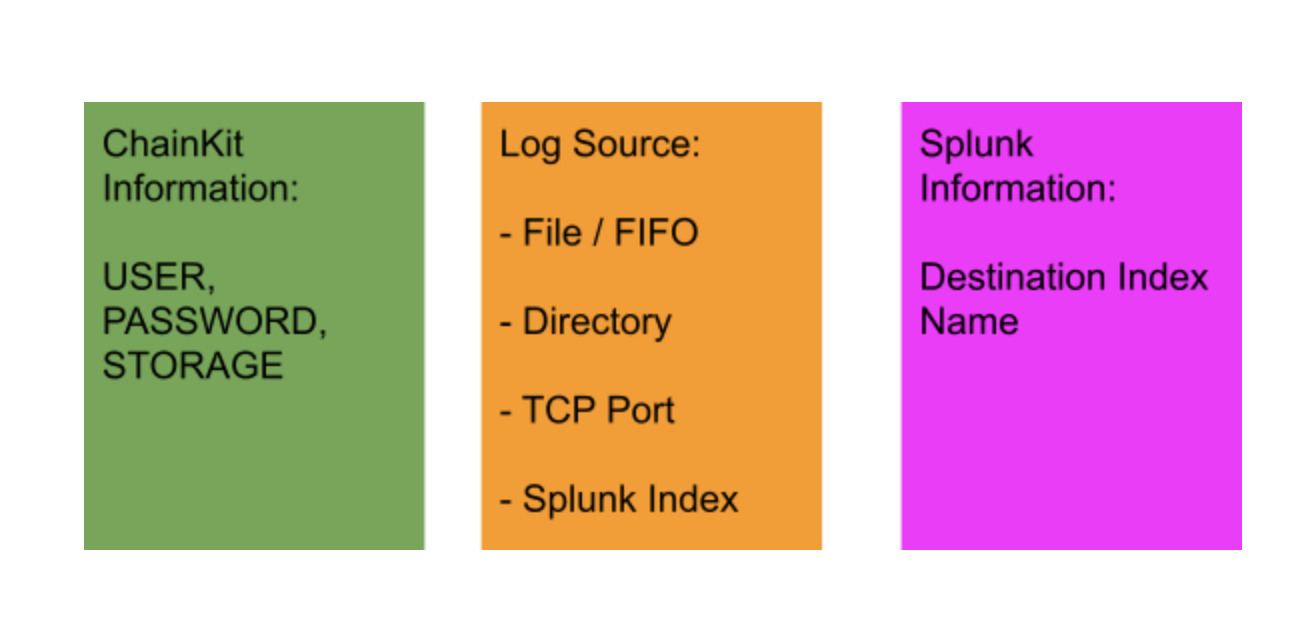 ChainKit
Information:
USER,
PASSWORD,
STORAGE
Log Source:
- File / FIFO
- Directory
- TCP Port
- Splunk Index
Splunk
Information:
Destination Index
Name